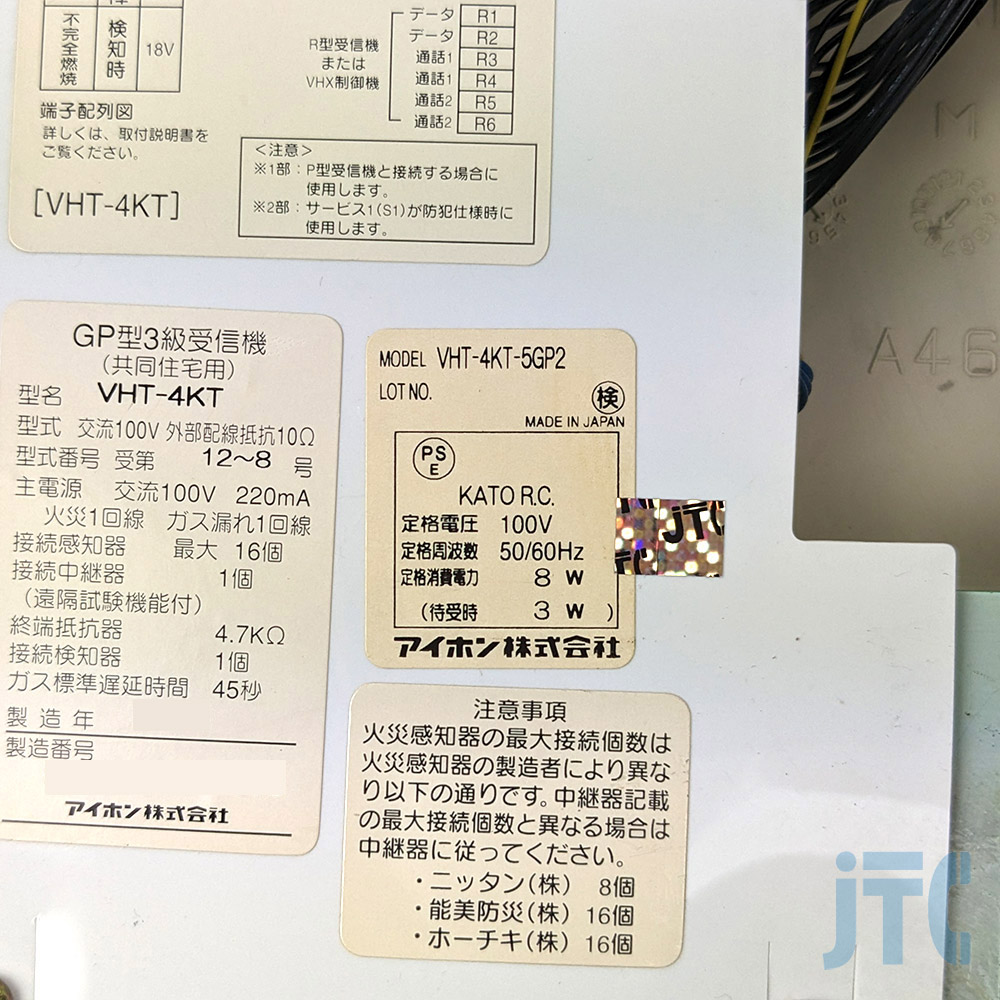 不完全燃焼
検知時
18V
端子配列図
詳しくは、取付説明書を
ご覧ください。
[VHT-4KT]
R型受信機
または
VHX制御機
データ R1
データ R2
通話1 R3
通話1 R4
通話2 R5
通話2 R6
<注意>
※1部：P型受信機と接続する場合に
使用します。
※2部：サービス1(S1)が防犯仕様時に
使用します。
GP型3級受信機
(共同住宅用)
型名 VHT-4KT
型式 交流100V 外部配線抵抗10Ω
型式番号 受第 12〜8 号
主電源 交流100V 220mA
火災1回線 ガス漏れ1回線
接続感知器 最大 16個
接続中継器 1個
(遠隔試験機能付)
終端抵抗器 4.7KΩ
接続検知器 1個
ガス標準遅延時間 45秒
製造年
製造番号
アイホン株式会社
MODEL VHT-4KT-5GP2
LOT NO.
検
MADE IN JAPAN
PS
E
KATO R.C.
定格電圧 100V
定格周波数 50/60Hz
定格消費電力 8 W
(待受時 3 W )
アイホン株式会社
JTC
TC
注意事項
火災感知器の最大接続個数は
火災感知器の製造者により異な
り以下の通りです。中継器記載
の最大接続個数と異なる場合は
中継器に従ってください。
・ニッタン(株) 8個
・能美防災(株) 16個
・ホーチキ(株) 16個
M
A46
JTC